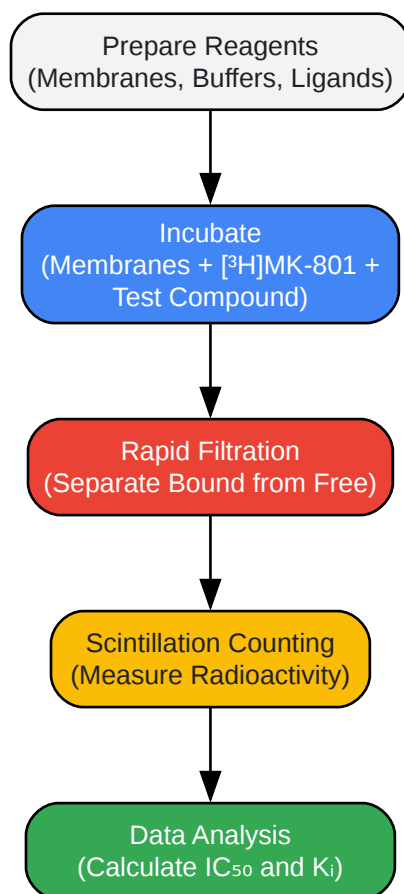 Prepare Reagents
(Membranes, Buffers, Ligands)
Incubate
(Membranes + [³H]MK-801 +
Test Compound)
Rapid Filtration
(Separate Bound from Free)
Scintillation Counting
(Measure Radioactivity)
Data Analysis
(Calculate IC₅₀ and Kᵢ)